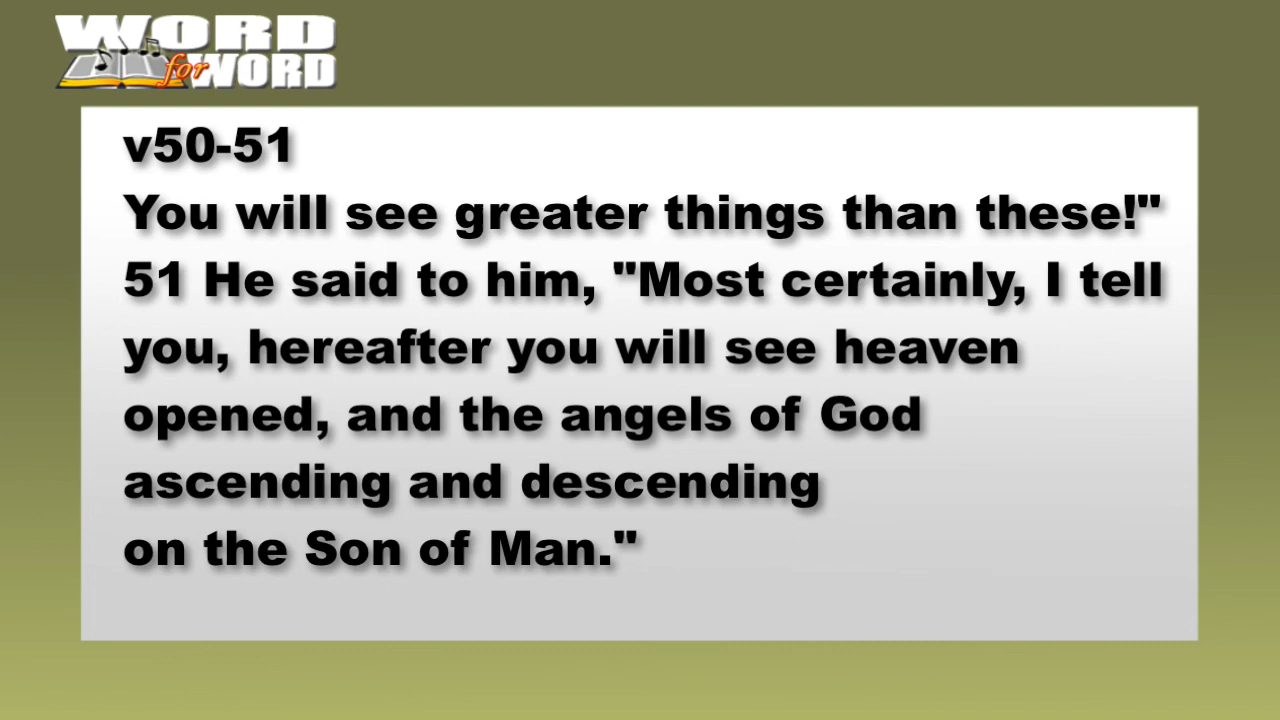 WORD
for WORD
v50-51
You will see greater things than these!"
51 He said to him, "Most certainly, I tell
you, hereafter you will see heaven
opened, and the angels of God
ascending and descending
on the Son of Man."